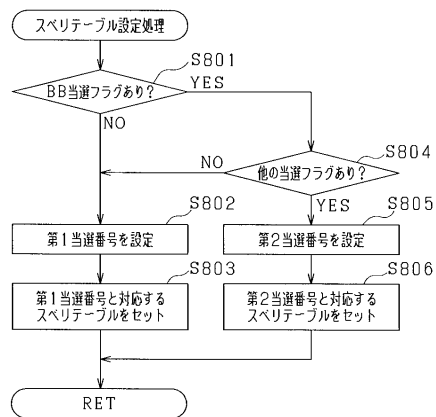 スベリテーブル設定処理
S801
BB当選フラグあり?
YES
NO
S804
NO
他の当選フラグあり?
YES
S802
S805
第1当選番号を設定
第2当選番号を設定
S803
S806
第1当選番号と対応する
スベリテーブルをセット
第2当選番号と対応する
スベリテーブルをセット
RET